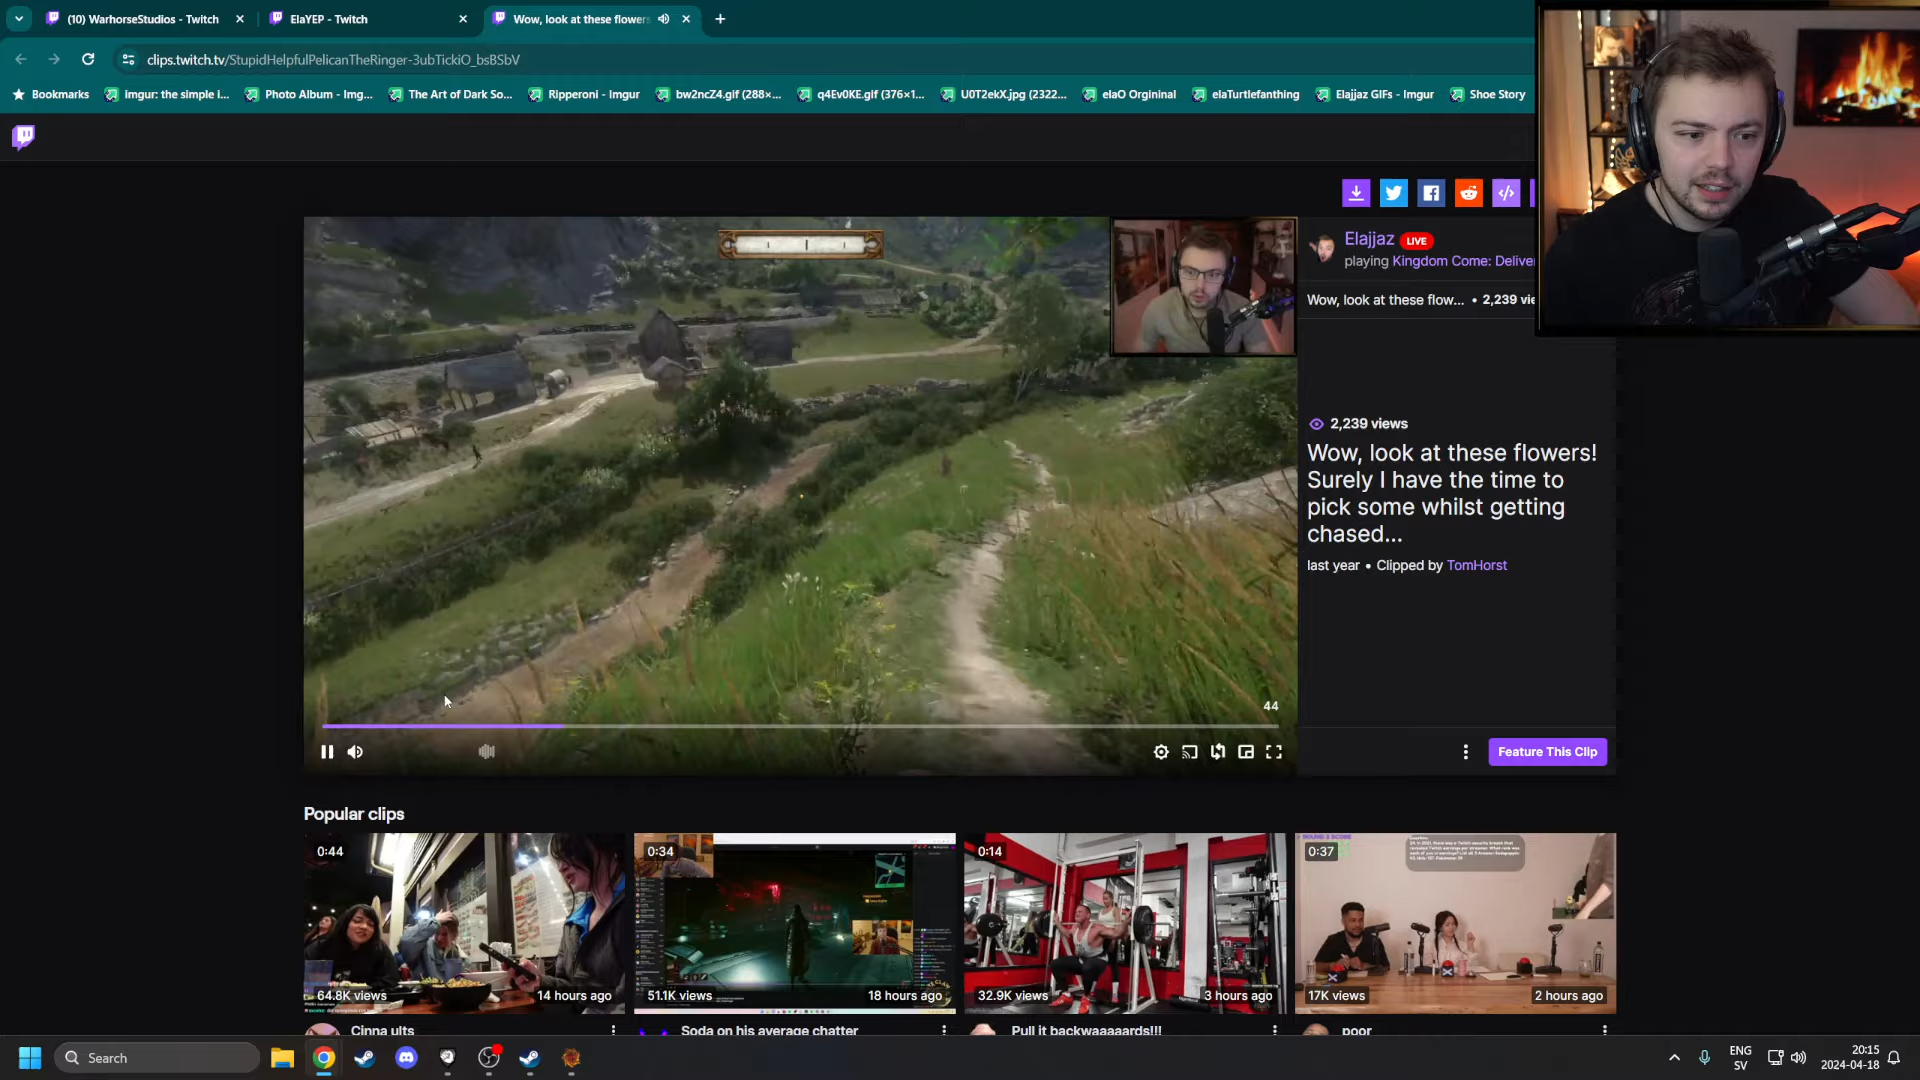 (10) WarhorseStudios - Twitch
ElaYEP - Twitch
Wow, look at these flowers
clips.twitch.tv/StupidHelpfulPelicanTheRinger-3ubTickiO_bsBSbV
Bookmarks
imgur: the simple i...
Photo Album - Img...
The Art of Dark So...
Ripperoni - Imgur
bw2ncZ4.gif (288×...
q4Ev0KE.gif (376×1...
U0T2ekX.jpg (2322...
elaO Orgininal
elaTurtlefanthing
Elajjaz GIFs - Imgur
Shoe Story
Elajjaz LIVE
playing Kingdom Come: Deliver
Wow, look at these flow... • 2,239 vie
2,239 views
Wow, look at these flowers!
Surely I have the time to
pick some whilst getting
chased...
last year • Clipped by TomHorst
44
Feature This Clip
Popular clips
0:44
64.8K views
14 hours ago
0:34
51.1K views
18 hours ago
0:14
32.9K views
3 hours ago
0:37
17K views
2 hours ago
Cinna ults
Soda on his average chatter
Pull it backwaaaaards!!!
poor
Search
ENG
SV
20:15
2024-04-18